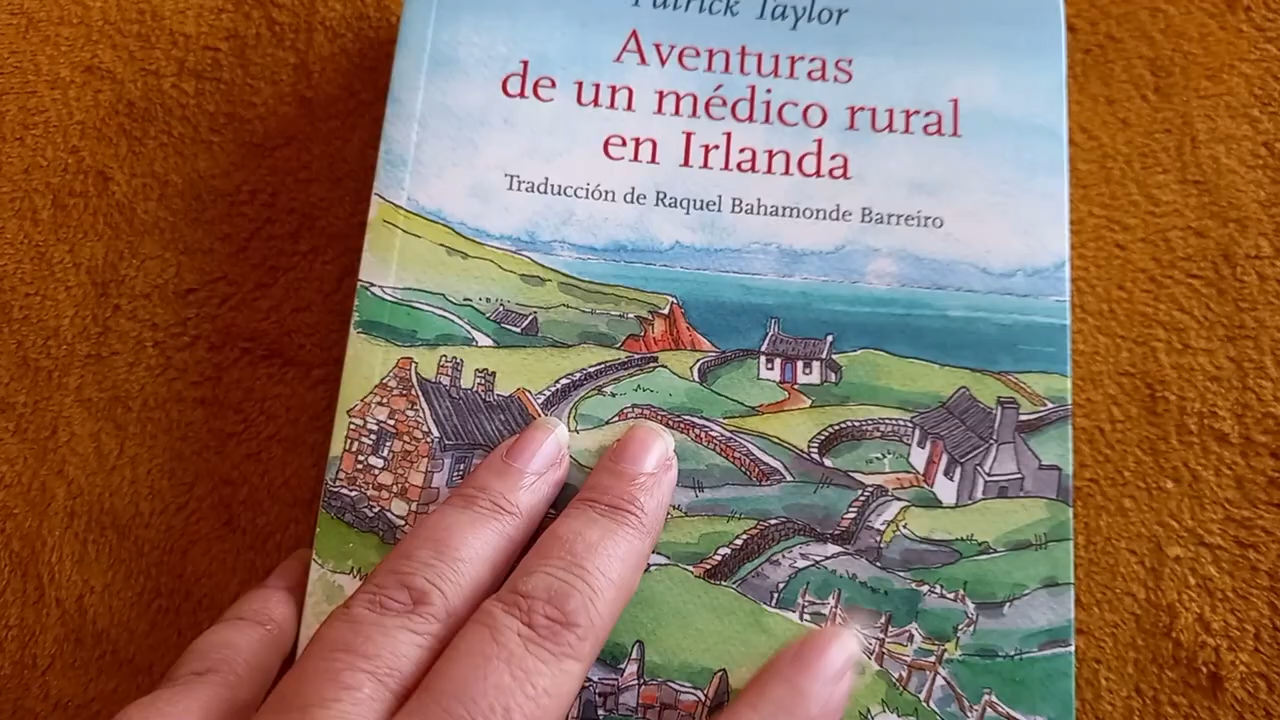 Patrick Taylor
Aventuras
de un médico rural
en Irlanda
Traducción de Raquel Bahamonde Barreiro